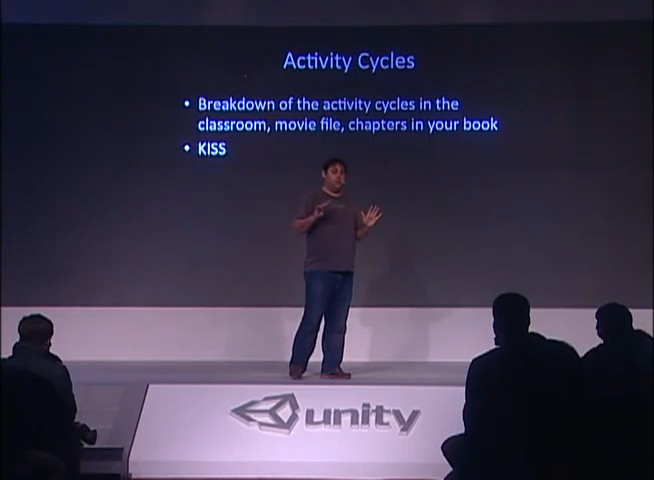 Activity Cycles
• Breakdown of the activity cycles in the
classroom, movie file, chapters in your book
• KISS
unity